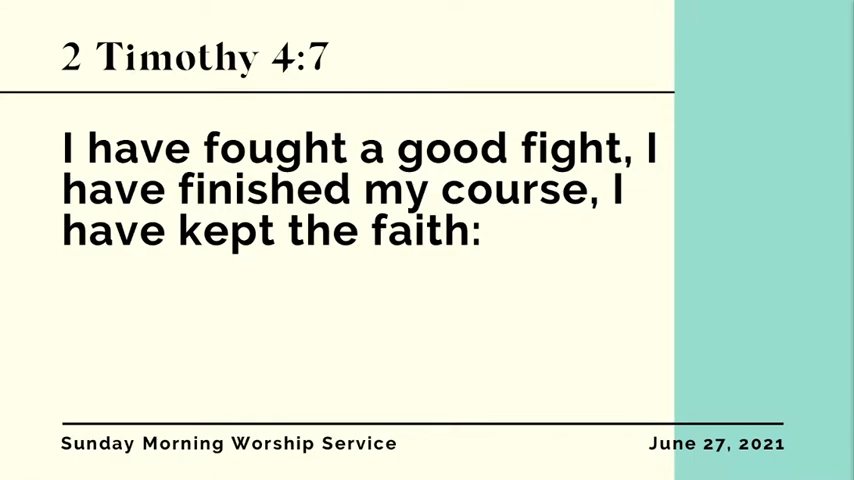 2 Timothy 4:7
I have fought a good fight, I
have finished my course, I
have kept the faith:
Sunday Morning Worship Service
June 27, 2021